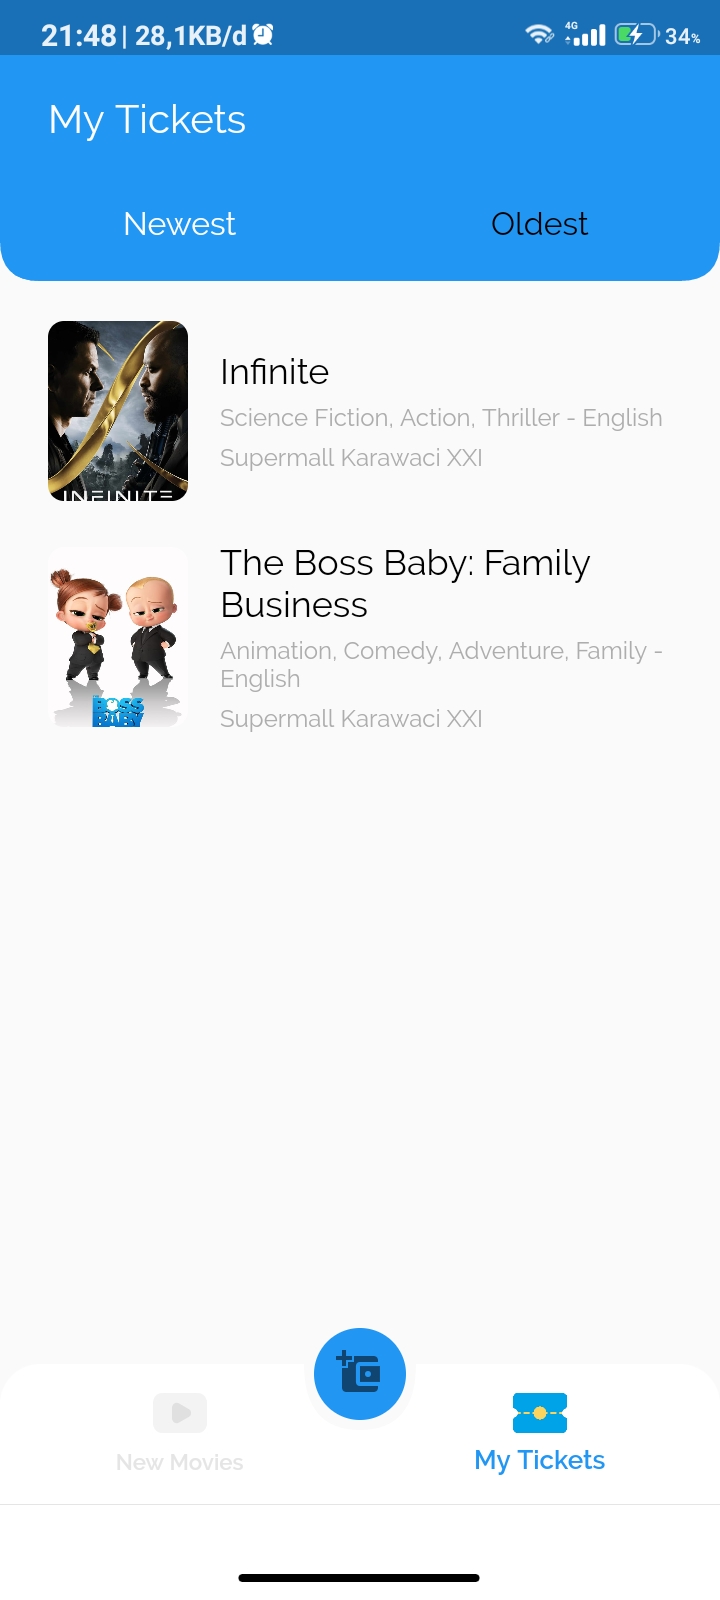 21:48 | 28,1KB/d
4G
34%
My Tickets
Newest
Oldest
INFINITE
Infinite
Science Fiction, Action, Thriller - English
Supermall Karawaci XXI
BOSS
BABY
The Boss Baby: Family
Business
Animation, Comedy, Adventure, Family -
English
Supermall Karawaci XXI
New Movies
My Tickets